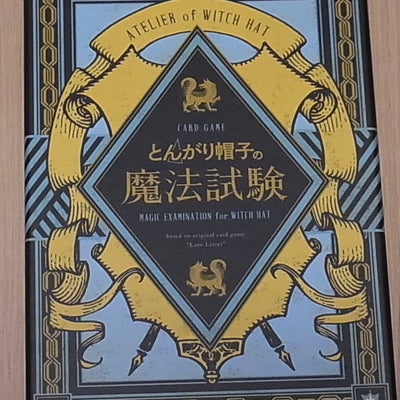 ATELIER of WITCH HAT
CARD GAME
とんがり帽子の
魔法試験
MAGIC EXAMINATION for WITCH HAT
based on original card game
"Love Letter"